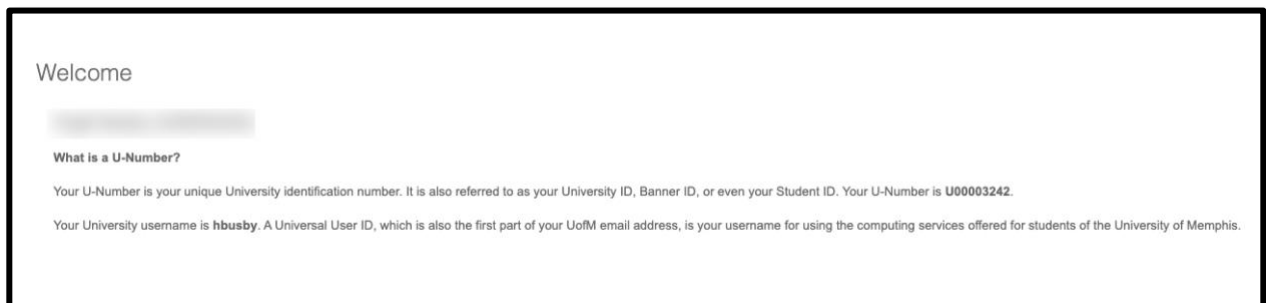 Welcome
What is a U-Number?
Your U-Number is your unique University identification number. It is also referred to as your University ID, Banner ID, or even your Student ID. Your U-Number is U00003242.
Your University username is hbusby. A Universal User ID, which is also the first part of your UofM email address, is your username for using the computing services offered for students of the University of Memphis.